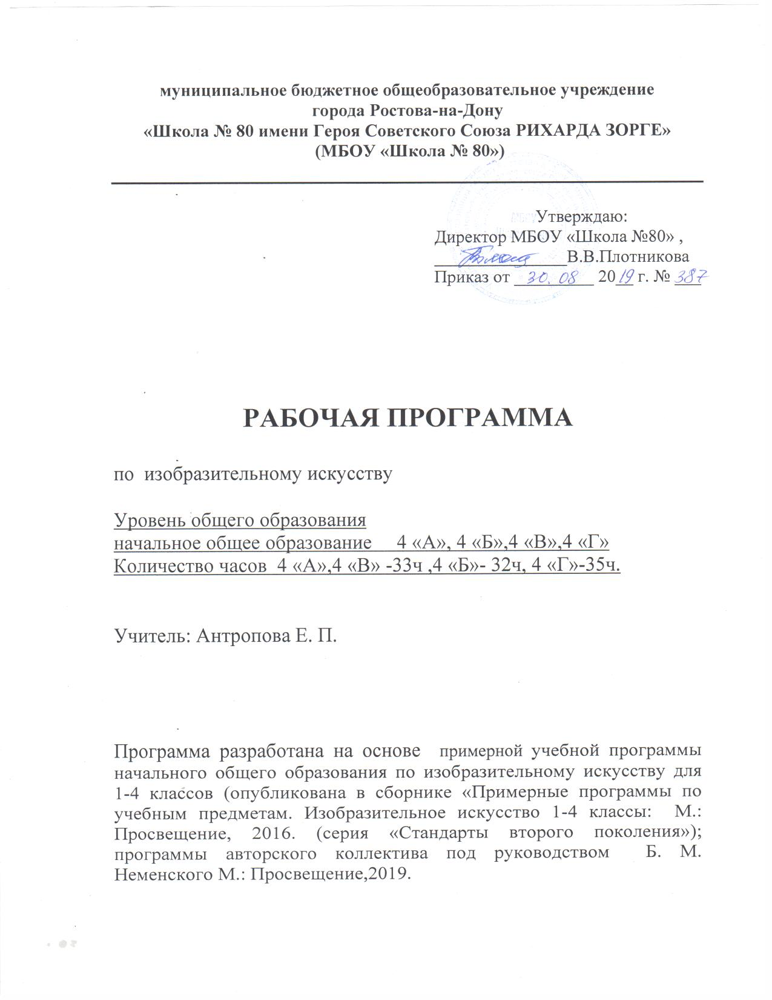 муниципальное бюджетное общеобразовательное учреждение
города Ростова-на-Дону
«Школа № 80 имени Героя Советского Союза РИХАРДА ЗОРГЕ»
(МБОУ «Школа № 80»)
Утверждаю:
Директор МБОУ «Школа №80» ,
_______________В.В.Плотникова
Приказ от 30.08 2019 г. № 387
РАБОЧАЯ ПРОГРАММА
по изобразительному искусству
Уровень общего образования
начальное общее образование 4 «А», 4 «Б»,4 «В»,4 «Г»
Количество часов 4 «А»,4 «В» -33ч ,4 «Б»- 32ч, 4 «Г»-35ч.
Учитель: Антропова Е. П.
Программа разработана на основе примерной учебной программы
начального общего образования по изобразительному искусству для
1-4 классов (опубликована в сборнике «Примерные программы по
учебным предметам. Изобразительное искусство 1-4 классы: М.:
Просвещение, 2016. (серия «Стандарты второго поколения»);
программы авторского коллектива под руководством Б. М.
Неменского М.: Просвещение,2019.